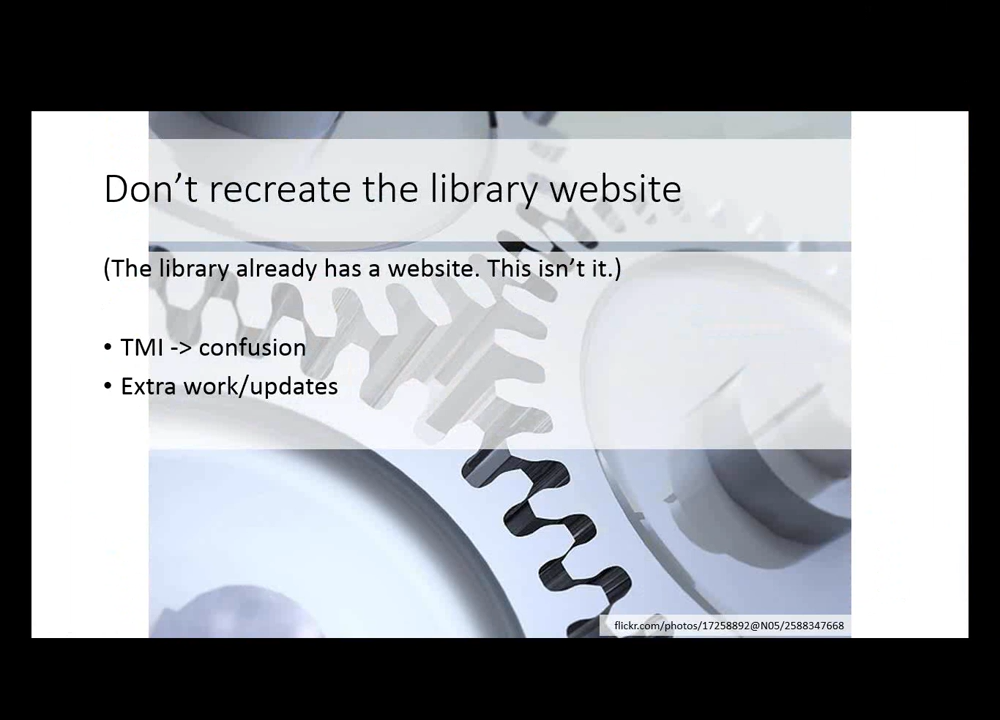 Don’t recreate the library website
(The library already has a website. This isn’t it.)
• TMI -> confusion
• Extra work/updates
flickr.com/photos/17258892@N05/2588347668